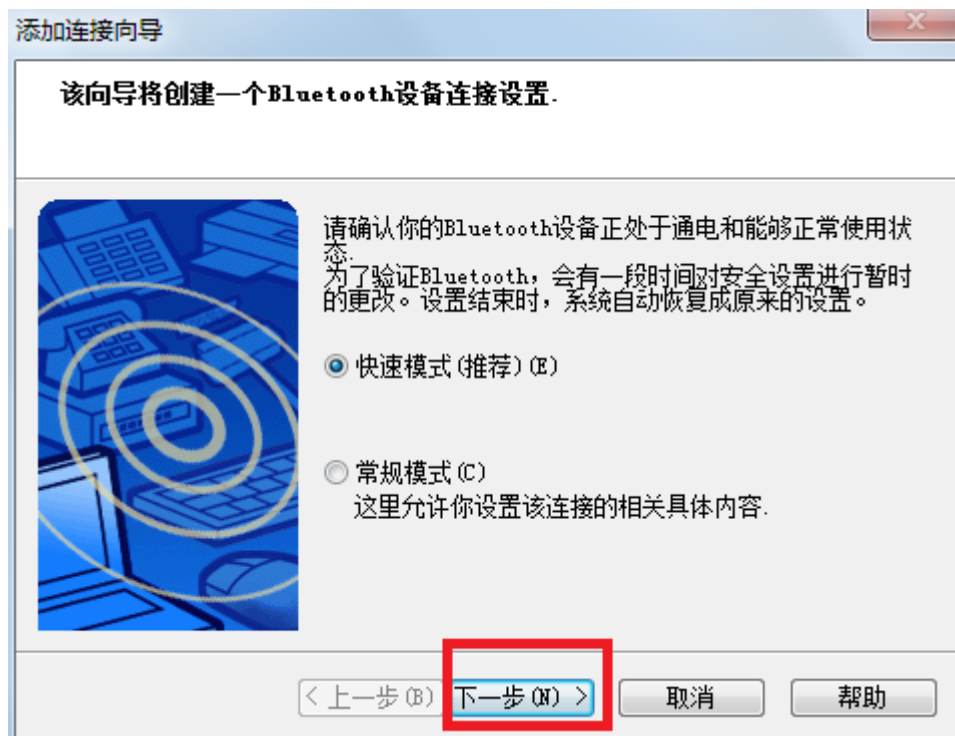 添加连接向导
该向导将创建一个Bluetooth设备连接设置.
请确认你的Bluetooth设备正处于通电和能够正常使用状
态.
为了验证Bluetooth，会有一段时间对安全设置进行暂时
的更改。设置结束时，系统自动恢复成原来的设置。
快速模式(推荐)(E)
常规模式(C)
这里允许你设置该连接的相关具体内容.
< 上一步(B) 下一步(N) > 取消 帮助